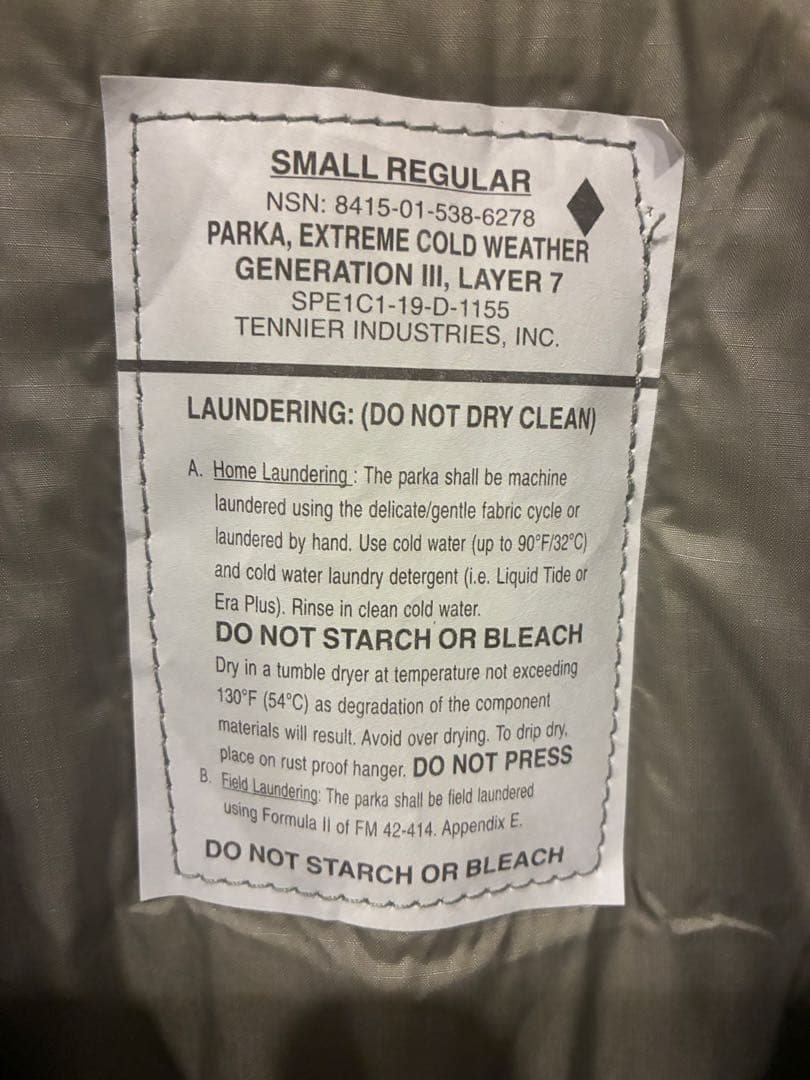 SMALL REGULAR
NSN: 8415-01-538-6278
PARKA, EXTREME COLD WEATHER
GENERATION III, LAYER 7
SPE1C1-19-D-1155
TENNIER INDUSTRIES, INC.
LAUNDERING: (DO NOT DRY CLEAN)
A. Home Laundering : The parka shall be machine
laundered using the delicate/gentle fabric cycle or
laundered by hand. Use cold water (up to 90°F/32°C)
and cold water laundry detergent (i.e. Liquid Tide or
Era Plus). Rinse in clean cold water.
DO NOT STARCH OR BLEACH
Dry in a tumble dryer at temperature not exceeding
130°F (54°C) as degradation of the component
materials will result. Avoid over drying. To drip dry,
place on rust proof hanger. DO NOT PRESS
B. Field Laundering: The parka shall be field laundered
using Formula II of FM 42-414. Appendix E.
DO NOT STARCH OR BLEACH